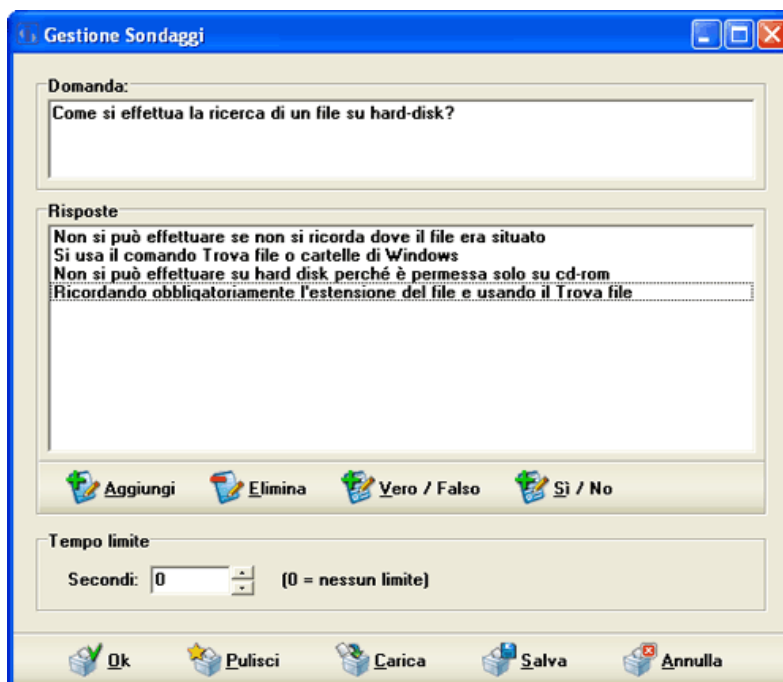 Gestione Sondaggi
Domanda:
Come si effettua la ricerca di un file su hard-disk?
Risposte
Non si può effettuare se non si ricorda dove il file era situato
Si usa il comando Trova file o cartelle di Windows
Non si può effettuare su hard disk perché è permessa solo su cd-rom
Ricordando obbligatoriamente l'estensione del file e usando il Trova file
Aggiungi Elimina Vero / Falso Sì / No
Tempo limite
Secondi: 0 (0 = nessun limite)
Ok Pulisci Carica Salva Annulla